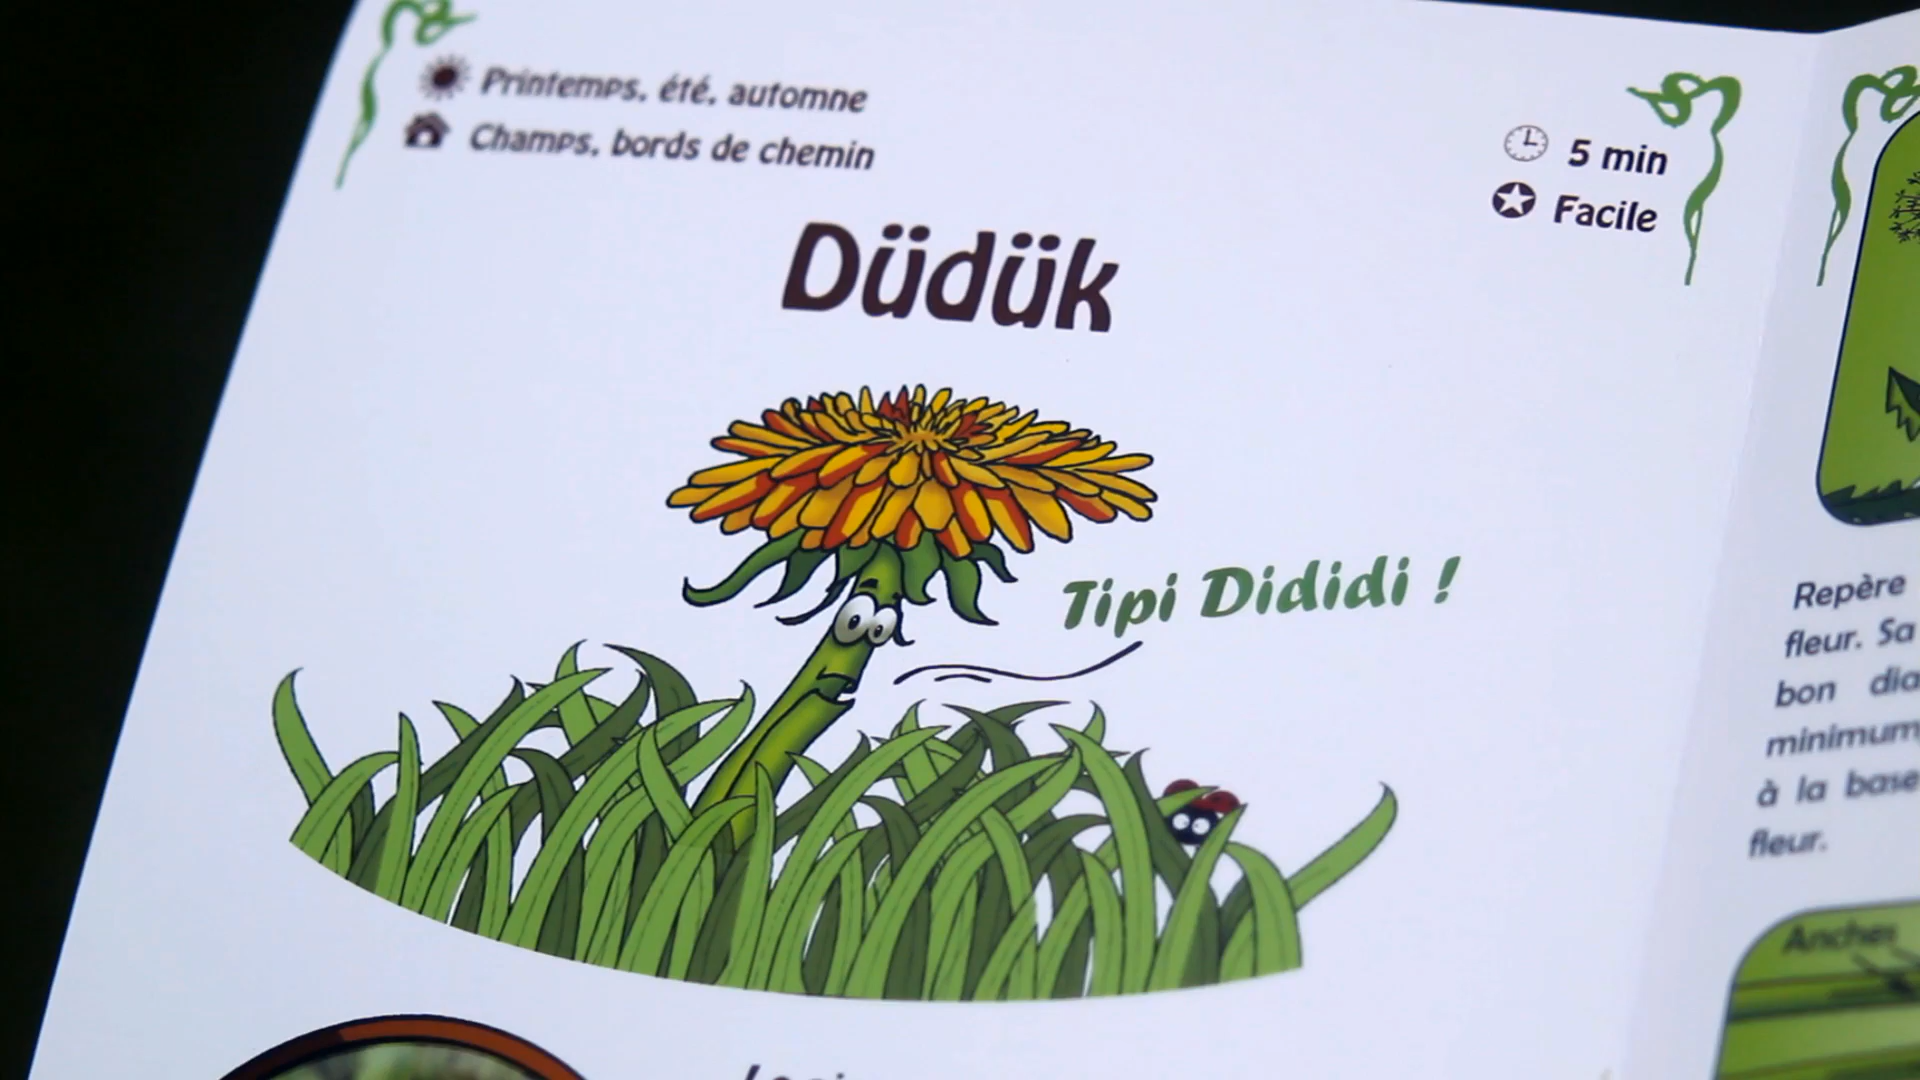 Printemps, été, automne
Champs, bords de chemin
5 min
Facile
Düdük
Tipi Dididi !
Repère
fleur. Sa
bon dia
minimum
à la base
fleur.
Anches